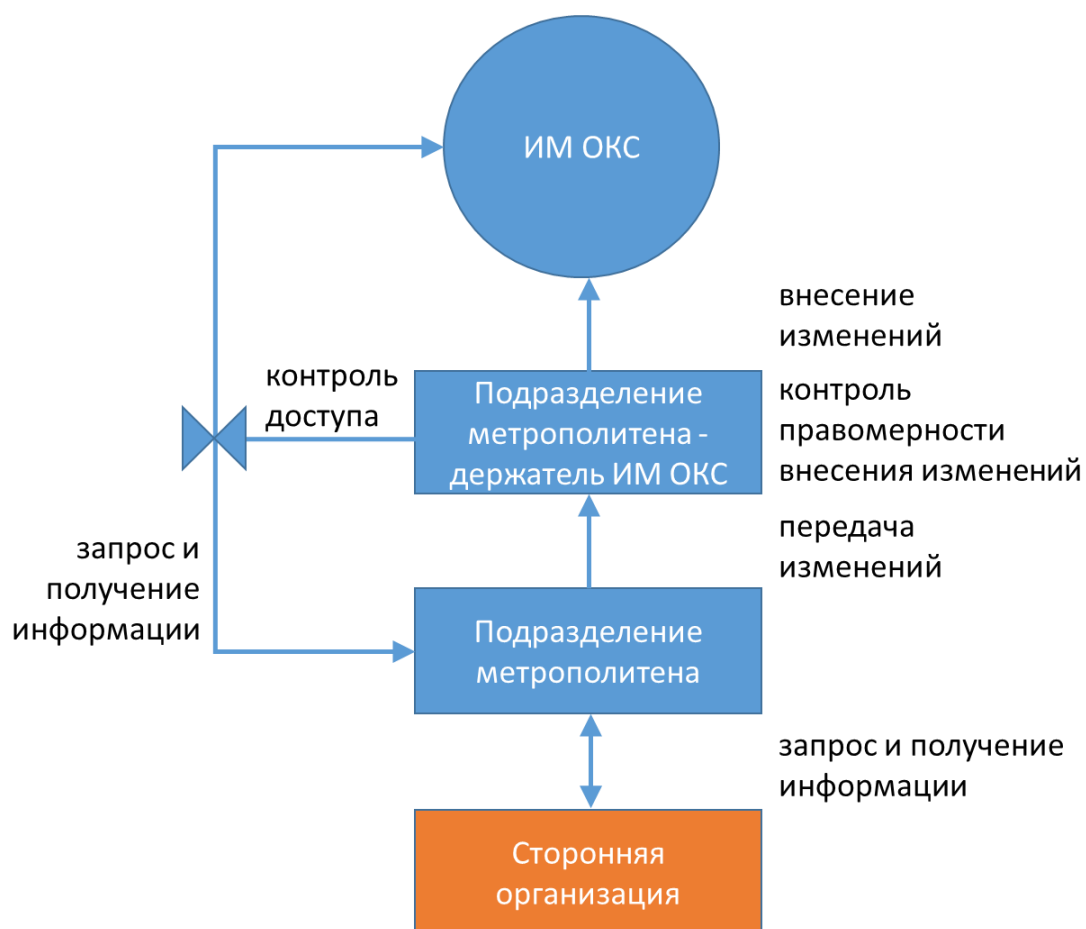 ИМ ОКС
внесение
изменений
контроль
доступа
Подразделение
метрополитена -
держатель ИМ ОКС
контроль
правомерности
внесения изменений
передача
изменений
запрос и
получение
информации
Подразделение
метрополитена
запрос и получение
информации
Сторонняя
организация